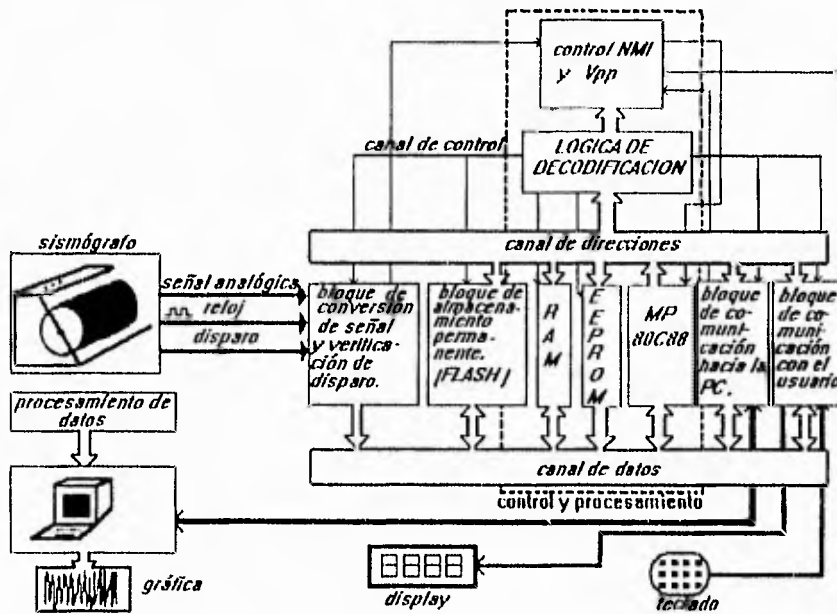 control NMI
y Vpp
canal de control
LOGICA DE
DECODIFICACION
canal de direcciones
sismógrafo
señal analógica
reloj
disparo
bloque de
conversión
de señal
y verifica-
ción de
disparo.
bloque de
almacena-
miento
perma-
nente.
[FLASH]
RAM
EEPROM
MP
80C88
bloque
de co-
muni-
cación
hacia la
PC.
bloque
de co-
muni-
cación
con el
usuario
procesamiento de
datos
canal de datos
control y procesamiento
gráfica
8888
display
teclado